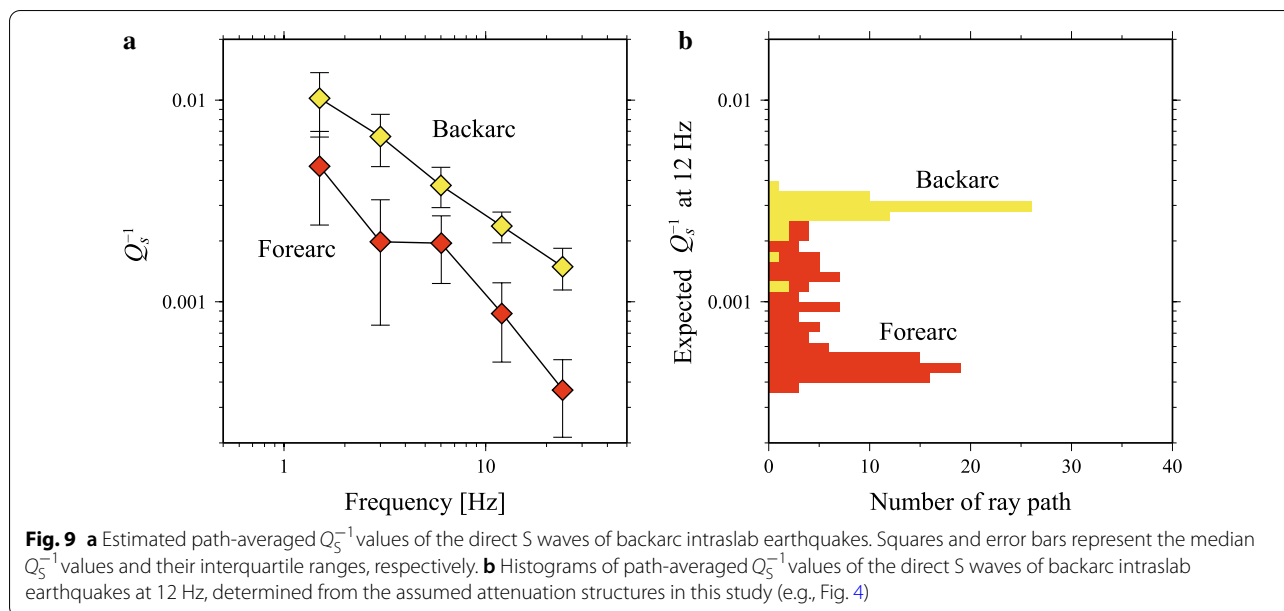 a
b
0.01
0.001
Q_s^{-1}
Backarc
Forearc
1
10
Frequency [Hz]
0.01
0.001
Expected Q_s^{-1} at 12 Hz
Backarc
Forearc
0
10
20
30
40
Number of ray path
Fig. 9 a Estimated path-averaged Q_S^{-1} values of the direct S waves of backarc intraslab earthquakes. Squares and error bars represent the median
Q_S^{-1} values and their interquartile ranges, respectively. b Histograms of path-averaged Q_S^{-1} values of the direct S waves of backarc intraslab
earthquakes at 12 Hz, determined from the assumed attenuation structures in this study (e.g., Fig. 4)